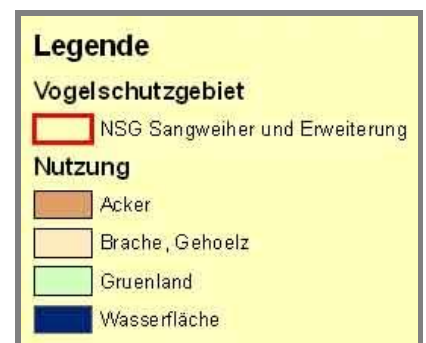 Legende
Vogelschutzgebiet
NSG Sangweiher und Erweiterung
Nutzung
Acker
Brache, Gehoelz
Gruenland
Wasserfläche